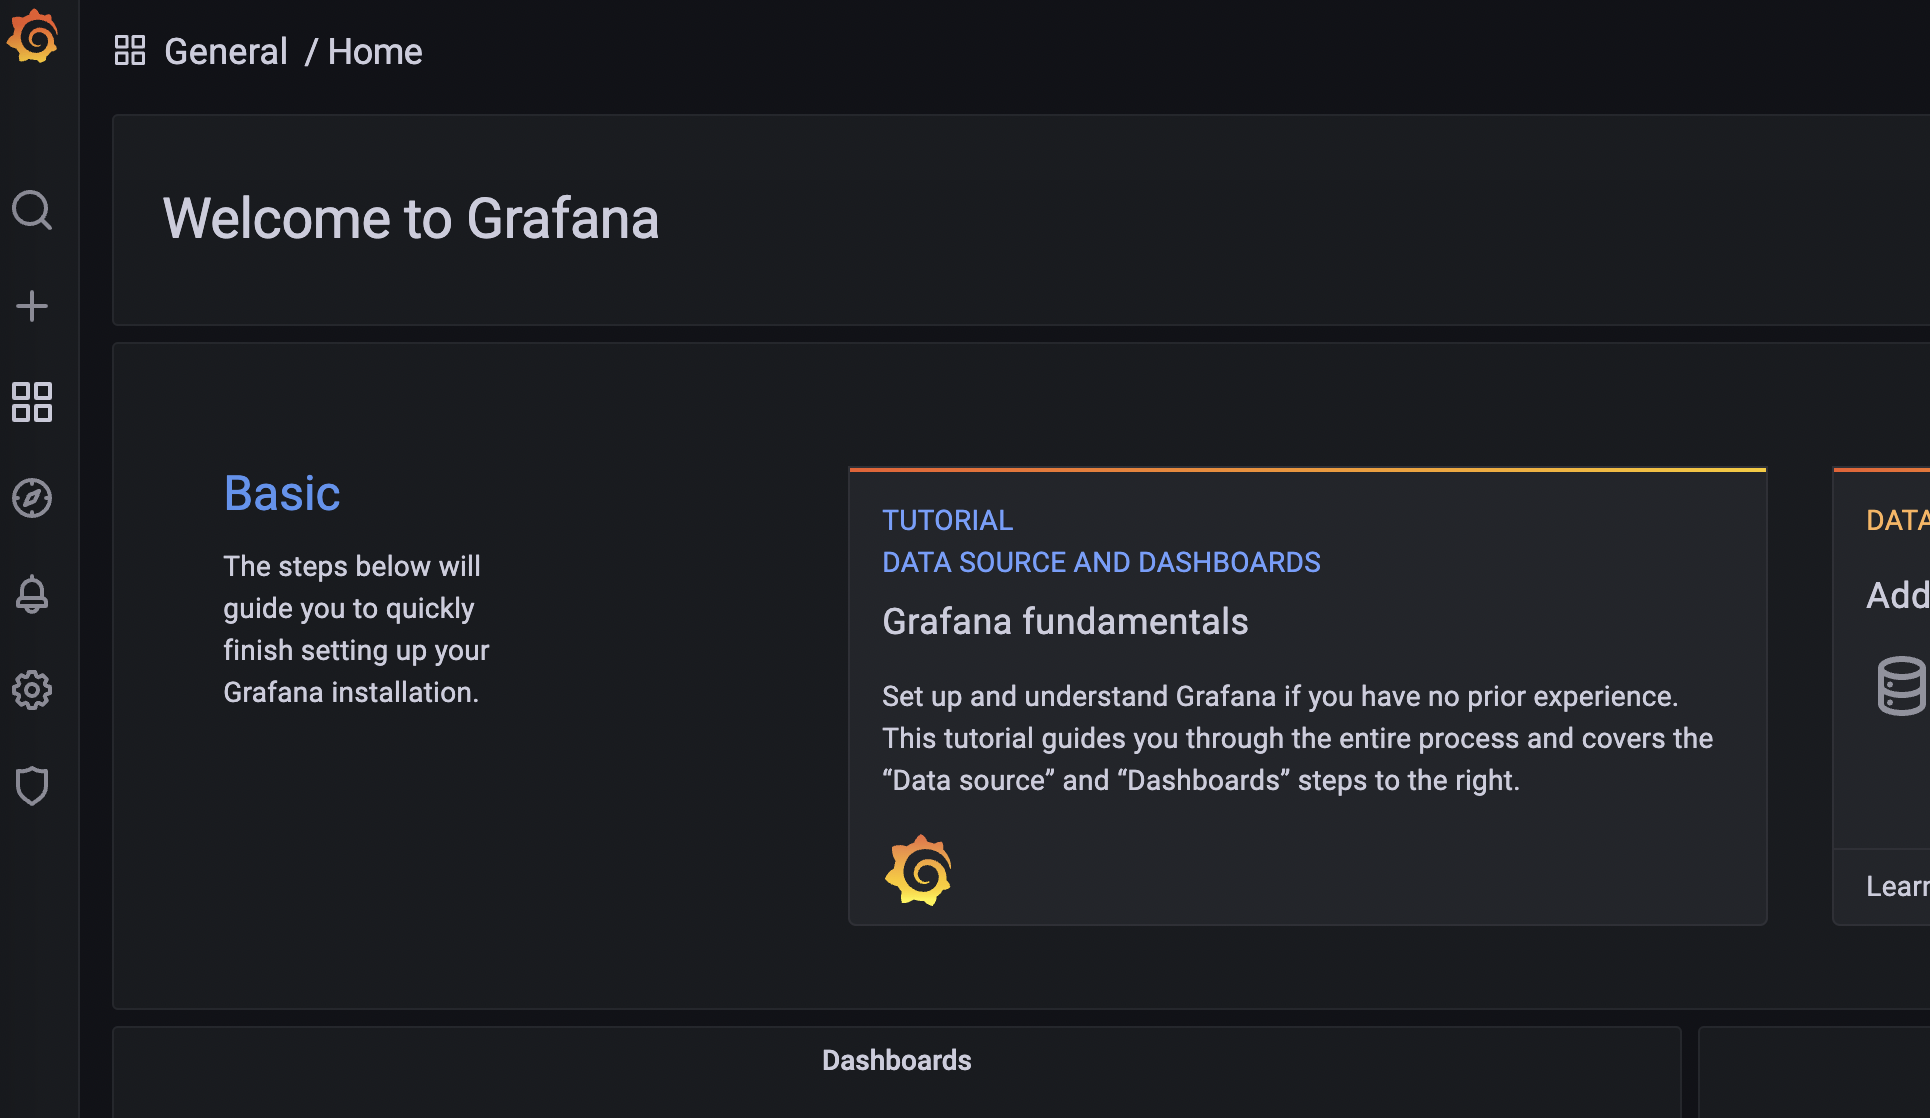 General / Home
Welcome to Grafana
Basic
The steps below will
guide you to quickly
finish setting up your
Grafana installation.
TUTORIAL
DATA SOURCE AND DASHBOARDS
Grafana fundamentals
Set up and understand Grafana if you have no prior experience.
This tutorial guides you through the entire process and covers the
“Data source” and “Dashboards” steps to the right.
DATA
Add
Learn
Dashboards